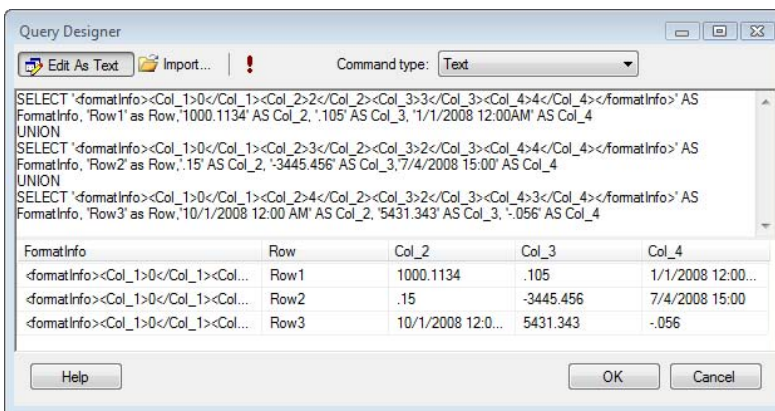 Query Designer
Edit As Text Import... ! Command type: Text
SELECT '<formatInfo><Col_1>0</Col_1><Col_2>2</Col_2><Col_3>3</Col_3><Col_4>4</Col_4></formatInfo>' AS
FormatInfo, 'Row1' as Row,'1000.1134' AS Col_2, '.105' AS Col_3, '1/1/2008 12:00AM' AS Col_4
UNION
SELECT '<formatInfo><Col_1>0</Col_1><Col_2>3</Col_2><Col_3>2</Col_3><Col_4>4</Col_4></formatInfo>' AS
FormatInfo, 'Row2' as Row,'.15' AS Col_2, '-3445.456' AS Col_3,'7/4/2008 15:00' AS Col_4
UNION
SELECT '<formatInfo><Col_1>0</Col_1><Col_2>4</Col_2><Col_3>2</Col_3><Col_4>3</Col_4></formatInfo>' AS
FormatInfo, 'Row3' as Row,'10/1/2008 12:00 AM' AS Col_2, '5431.343' AS Col_3, '-.056' AS Col_4
FormatInfo Row Col_2 Col_3 Col_4
<formatInfo><Col_1>0</Col_1><Col... Row1 1000.1134 .105 1/1/2008 12:00...
<formatInfo><Col_1>0</Col_1><Col... Row2 .15 -3445.456 7/4/2008 15:00
<formatInfo><Col_1>0</Col_1><Col... Row3 10/1/2008 12:0... 5431.343 -.056
Help OK Cancel